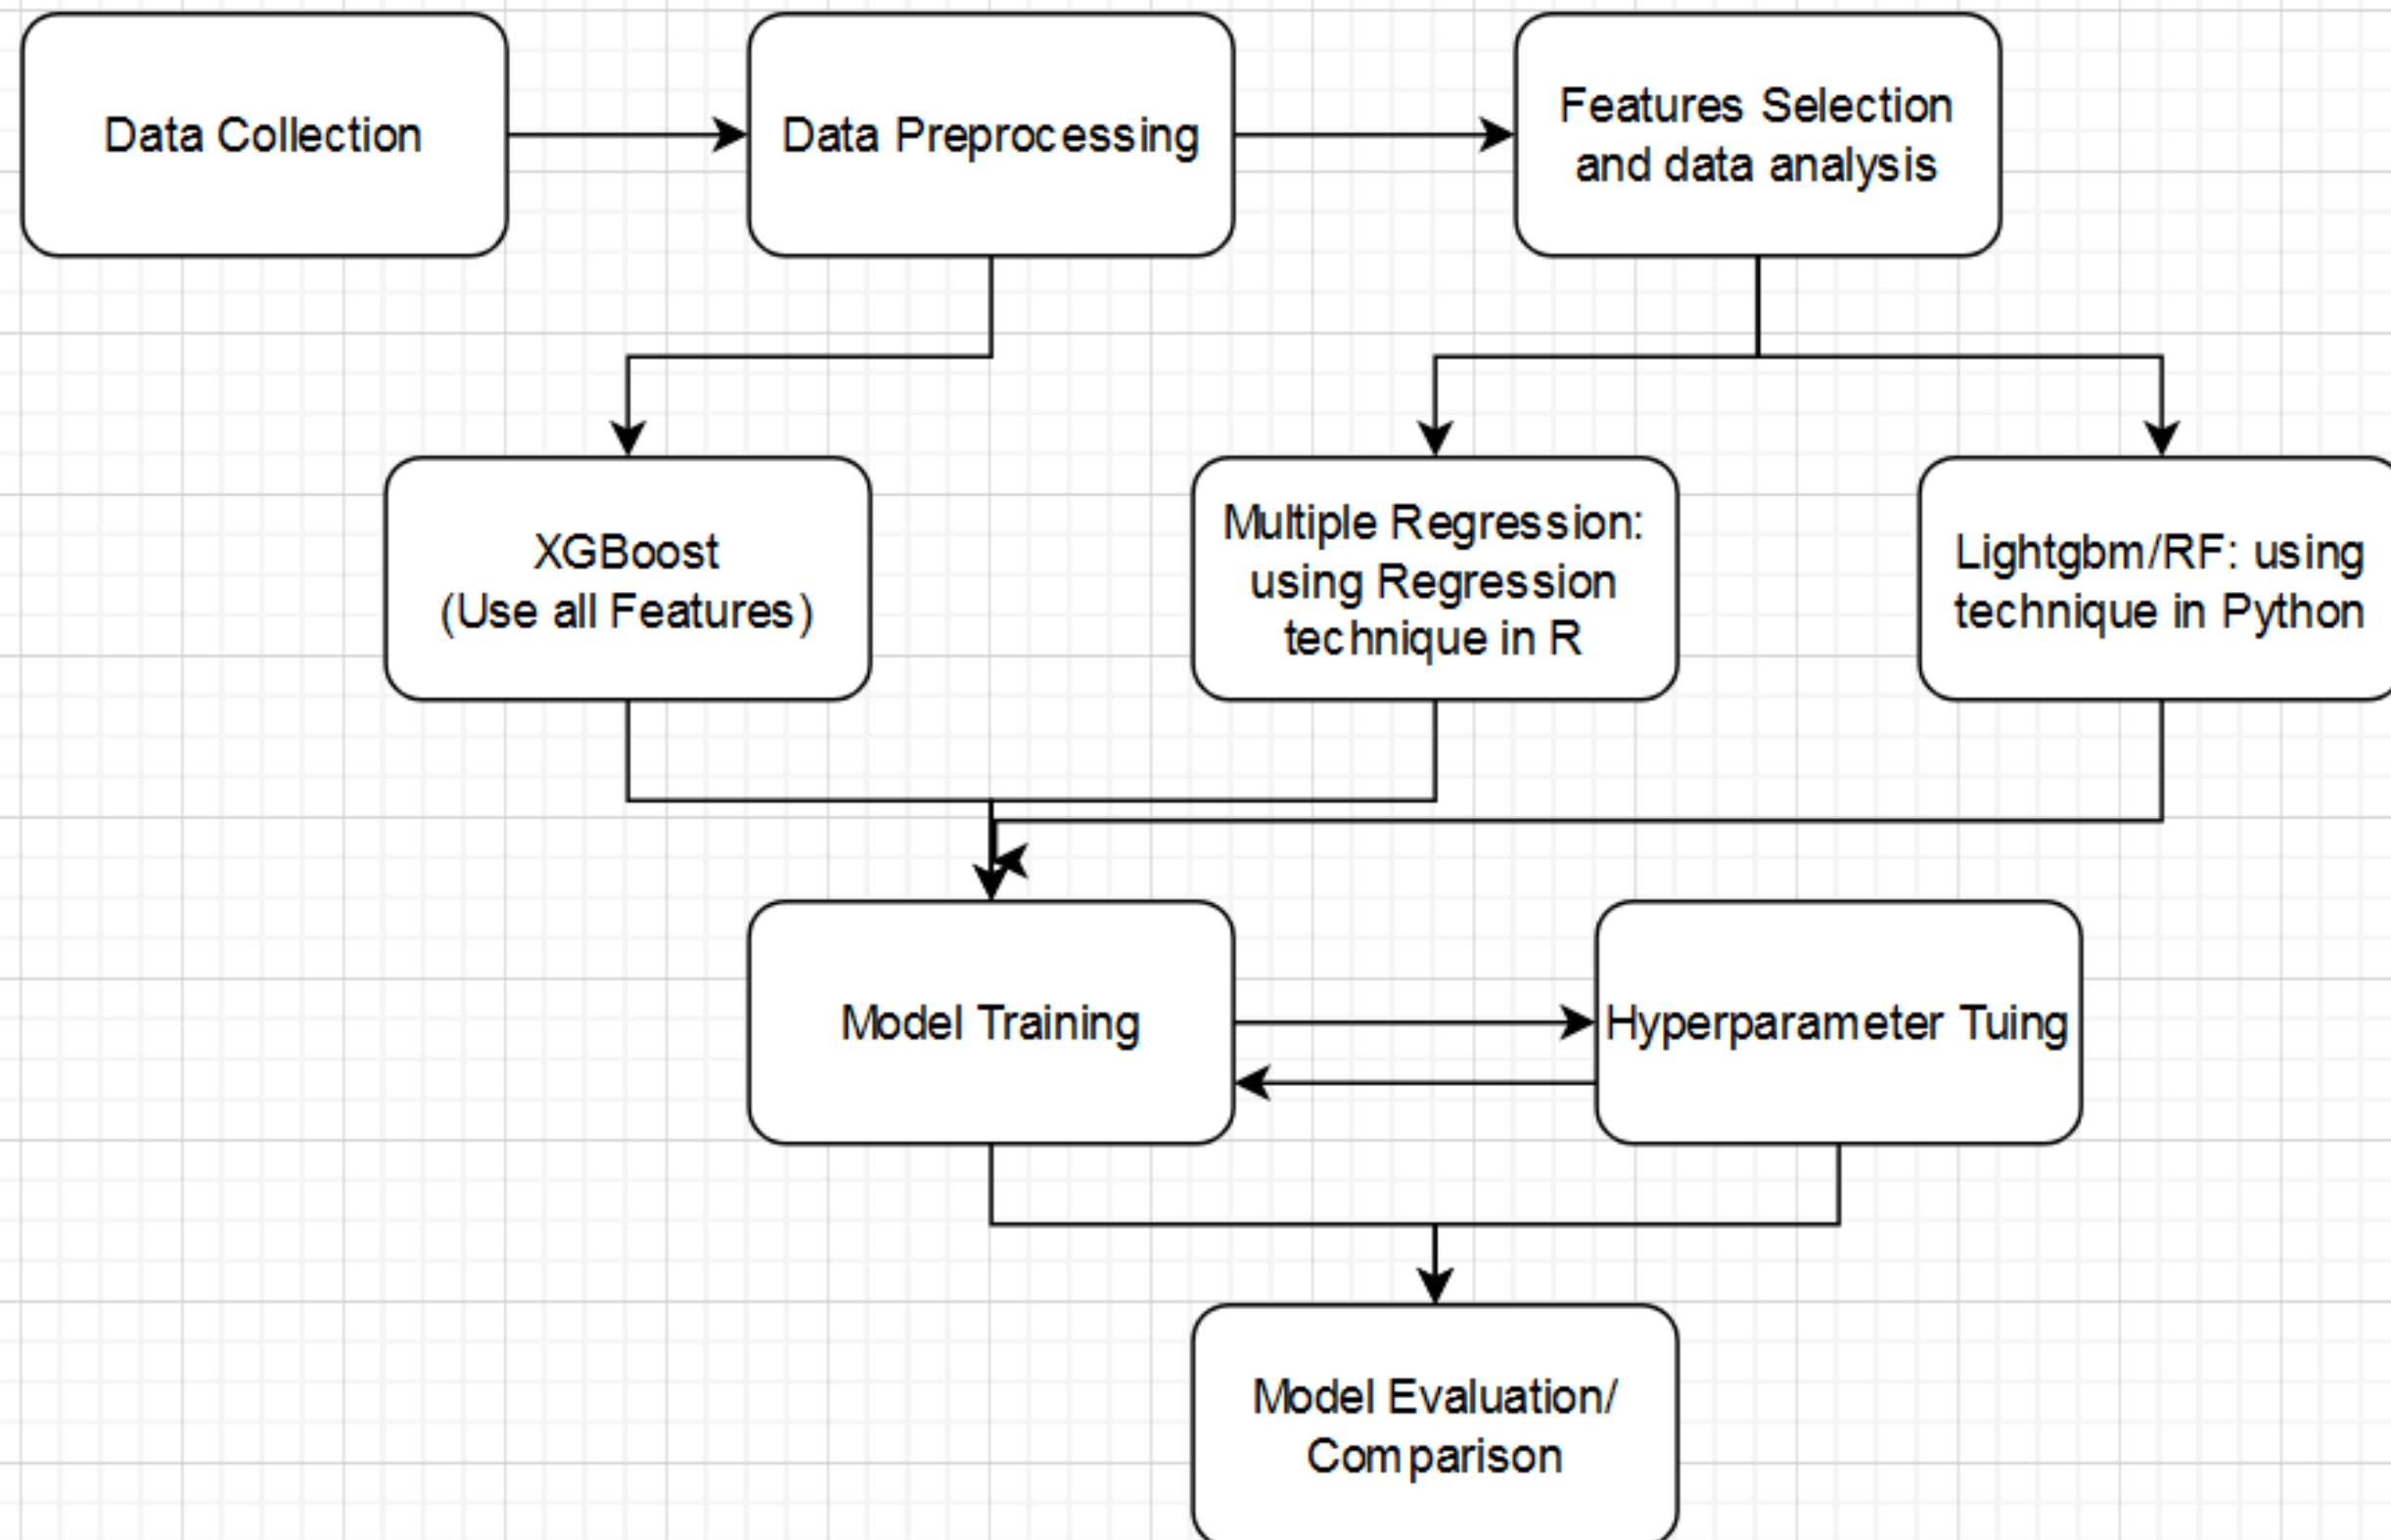 Data Collection
Data Preprocessing
Features Selection
and data analysis
XGBoost
(Use all Features)
Multiple Regression:
using Regression
technique in R
Lightgbm/RF: using
technique in Python
Model Training
Hyperparameter Tuing
Model Evaluation/
Comparison